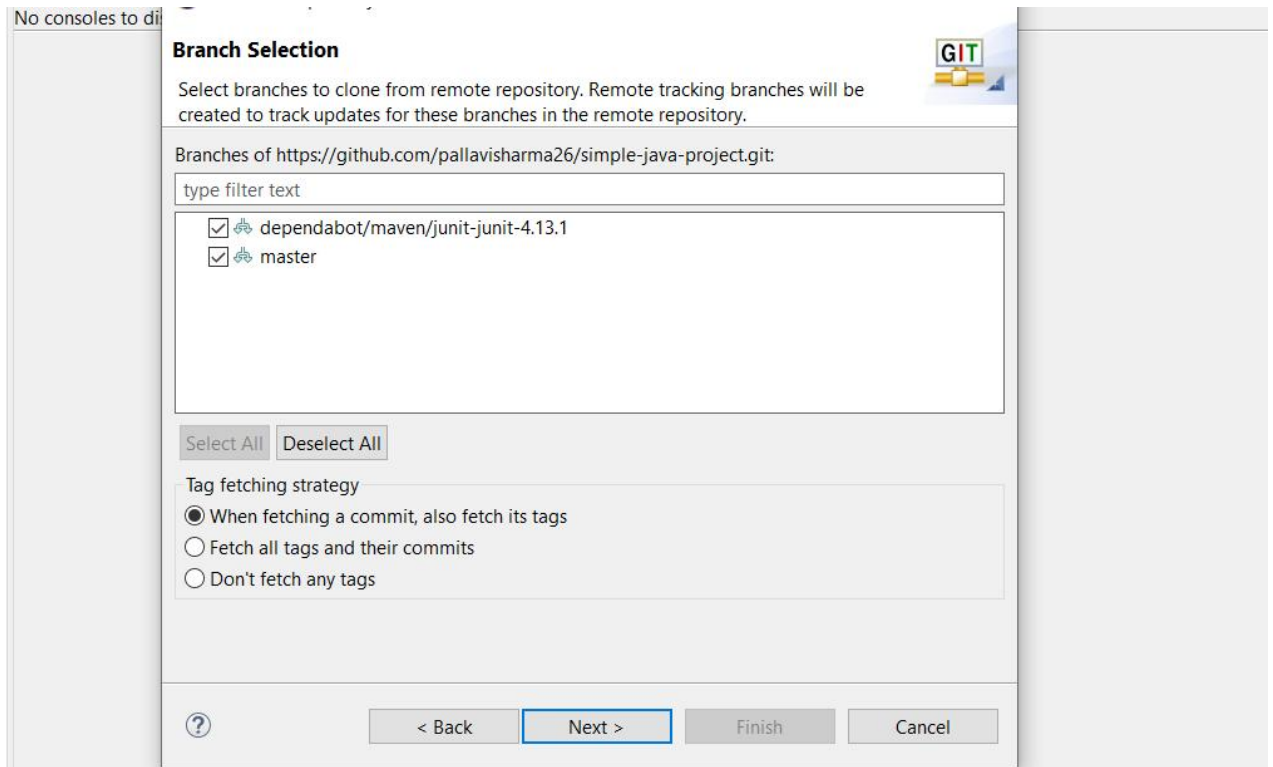 No consoles to di
Branch Selection
GIT
Select branches to clone from remote repository. Remote tracking branches will be
created to track updates for these branches in the remote repository.
Branches of https://github.com/pallavisharma26/simple-java-project.git:
type filter text
dependabot/maven/junit-junit-4.13.1
master
Select All Deselect All
Tag fetching strategy
When fetching a commit, also fetch its tags
Fetch all tags and their commits
Don't fetch any tags
? < Back Next > Finish Cancel